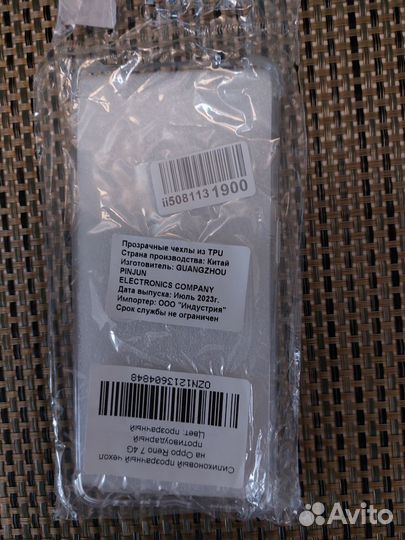 ii5081131900
Прозрачные чехлы из TPU
Страна производства: Китай
Изготовитель: GUANGZHOU
PINJUN
ELECTRONICS COMPANY
Дата выпуска: Июль 2023г.
Импортер: ООО "Индустрия"
Срок службы не ограничен
OZN1213604848
Силиконовый прозрачный чехол
на Oppo Reno 7 4G
противоударный
Цвет: прозрачный
Avito